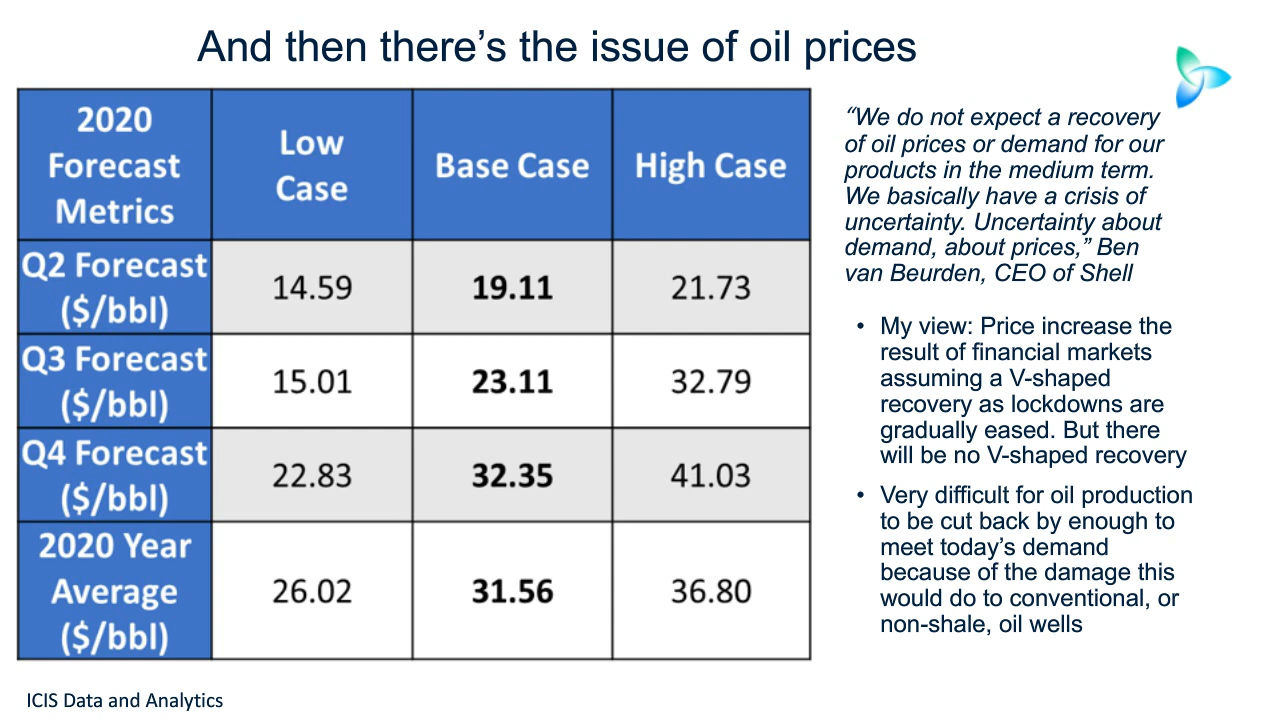 And then there’s the issue of oil prices
2020
Forecast
Metrics
Low
Case
Base Case
High Case
Q2 Forecast
($/bbl)
14.59
19.11
21.73
Q3 Forecast
($/bbl)
15.01
23.11
32.79
Q4 Forecast
($/bbl)
22.83
32.35
41.03
2020 Year
Average
($/bbl)
26.02
31.56
36.80
“We do not expect a recovery
of oil prices or demand for our
products in the medium term.
We basically have a crisis of
uncertainty. Uncertainty about
demand, about prices,” Ben
van Beurden, CEO of Shell
• My view: Price increase the
result of financial markets
assuming a V-shaped
recovery as lockdowns are
gradually eased. But there
will be no V-shaped recovery
• Very difficult for oil production
to be cut back by enough to
meet today’s demand
because of the damage this
would do to conventional, or
non-shale, oil wells
ICIS Data and Analytics